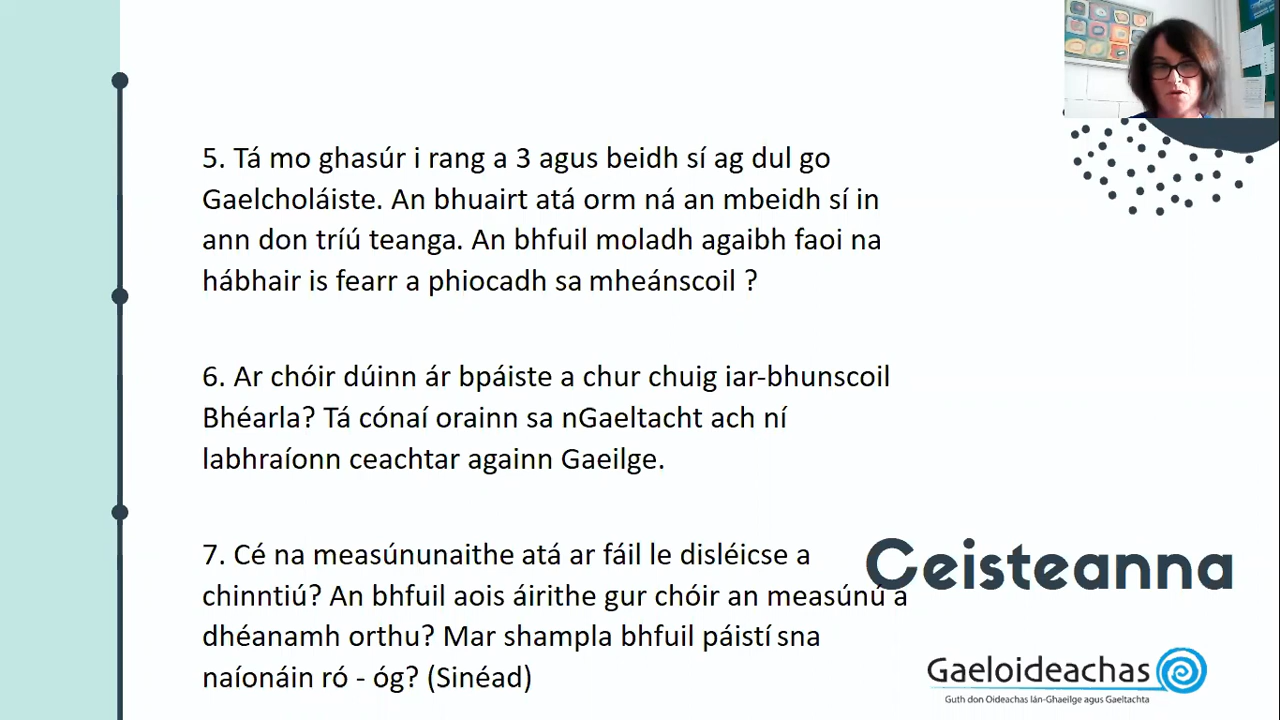 5. Tá mo ghasúr i rang a 3 agus beidh sí ag dul go
Gaelcholáiste. An bhuairt atá orm ná an mbeidh sí in
ann don tríú teanga. An bhfuil moladh agaibh faoi na
hábhair is fearr a phiocadh sa mheánscoil ?
6. Ar chóir dúinn ár bpáiste a chur chuig iar-bhunscoil
Bhéarla? Tá cónaí orainn sa nGaeltacht ach ní
labhraíonn ceachtar againn Gaeilge.
7. Cé na measúnunaithe atá ar fáil le disléicse a
chinntiú? An bhfuil aois áirithe gur chóir an measúnú a
dhéanamh orthu? Mar shampla bhfuil páistí sna
naíonáin ró - óg? (Sinéad)
Ceisteanna
Gaeloideachas
Guth don Oideachas lán-Ghaeilge agus Gaeltachta